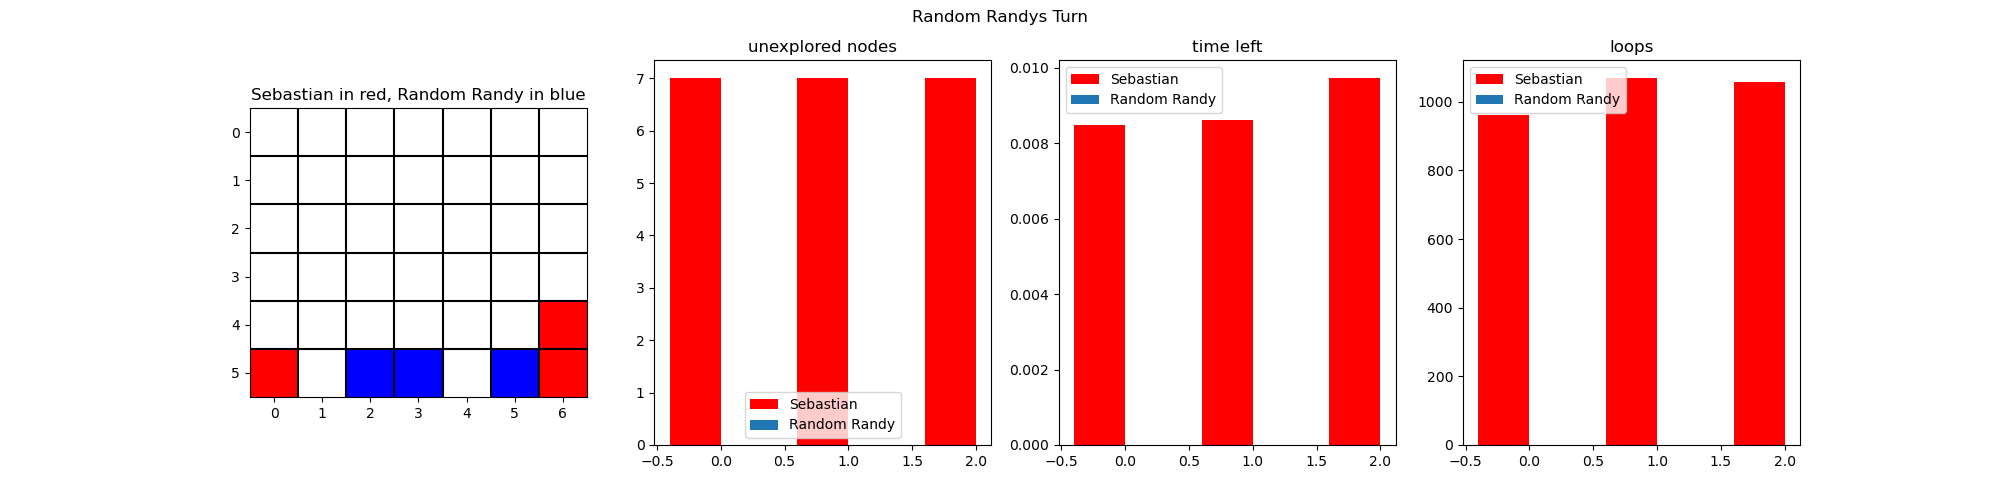 Random Randys Turn
Sebastian in red, Random Randy in blue
0
1
2
3
4
5
0 1 2 3 4 5 6
unexplored nodes
7
6
5
4
3
2
1
0
Sebastian
Random Randy
−0.5 0.0 0.5 1.0 1.5 2.0
time left
0.010
0.008
0.006
0.004
0.002
0.000
Sebastian
Random Randy
−0.5 0.0 0.5 1.0 1.5 2.0
loops
1000
800
600
400
200
0
Sebastian
Random Randy
−0.5 0.0 0.5 1.0 1.5 2.0